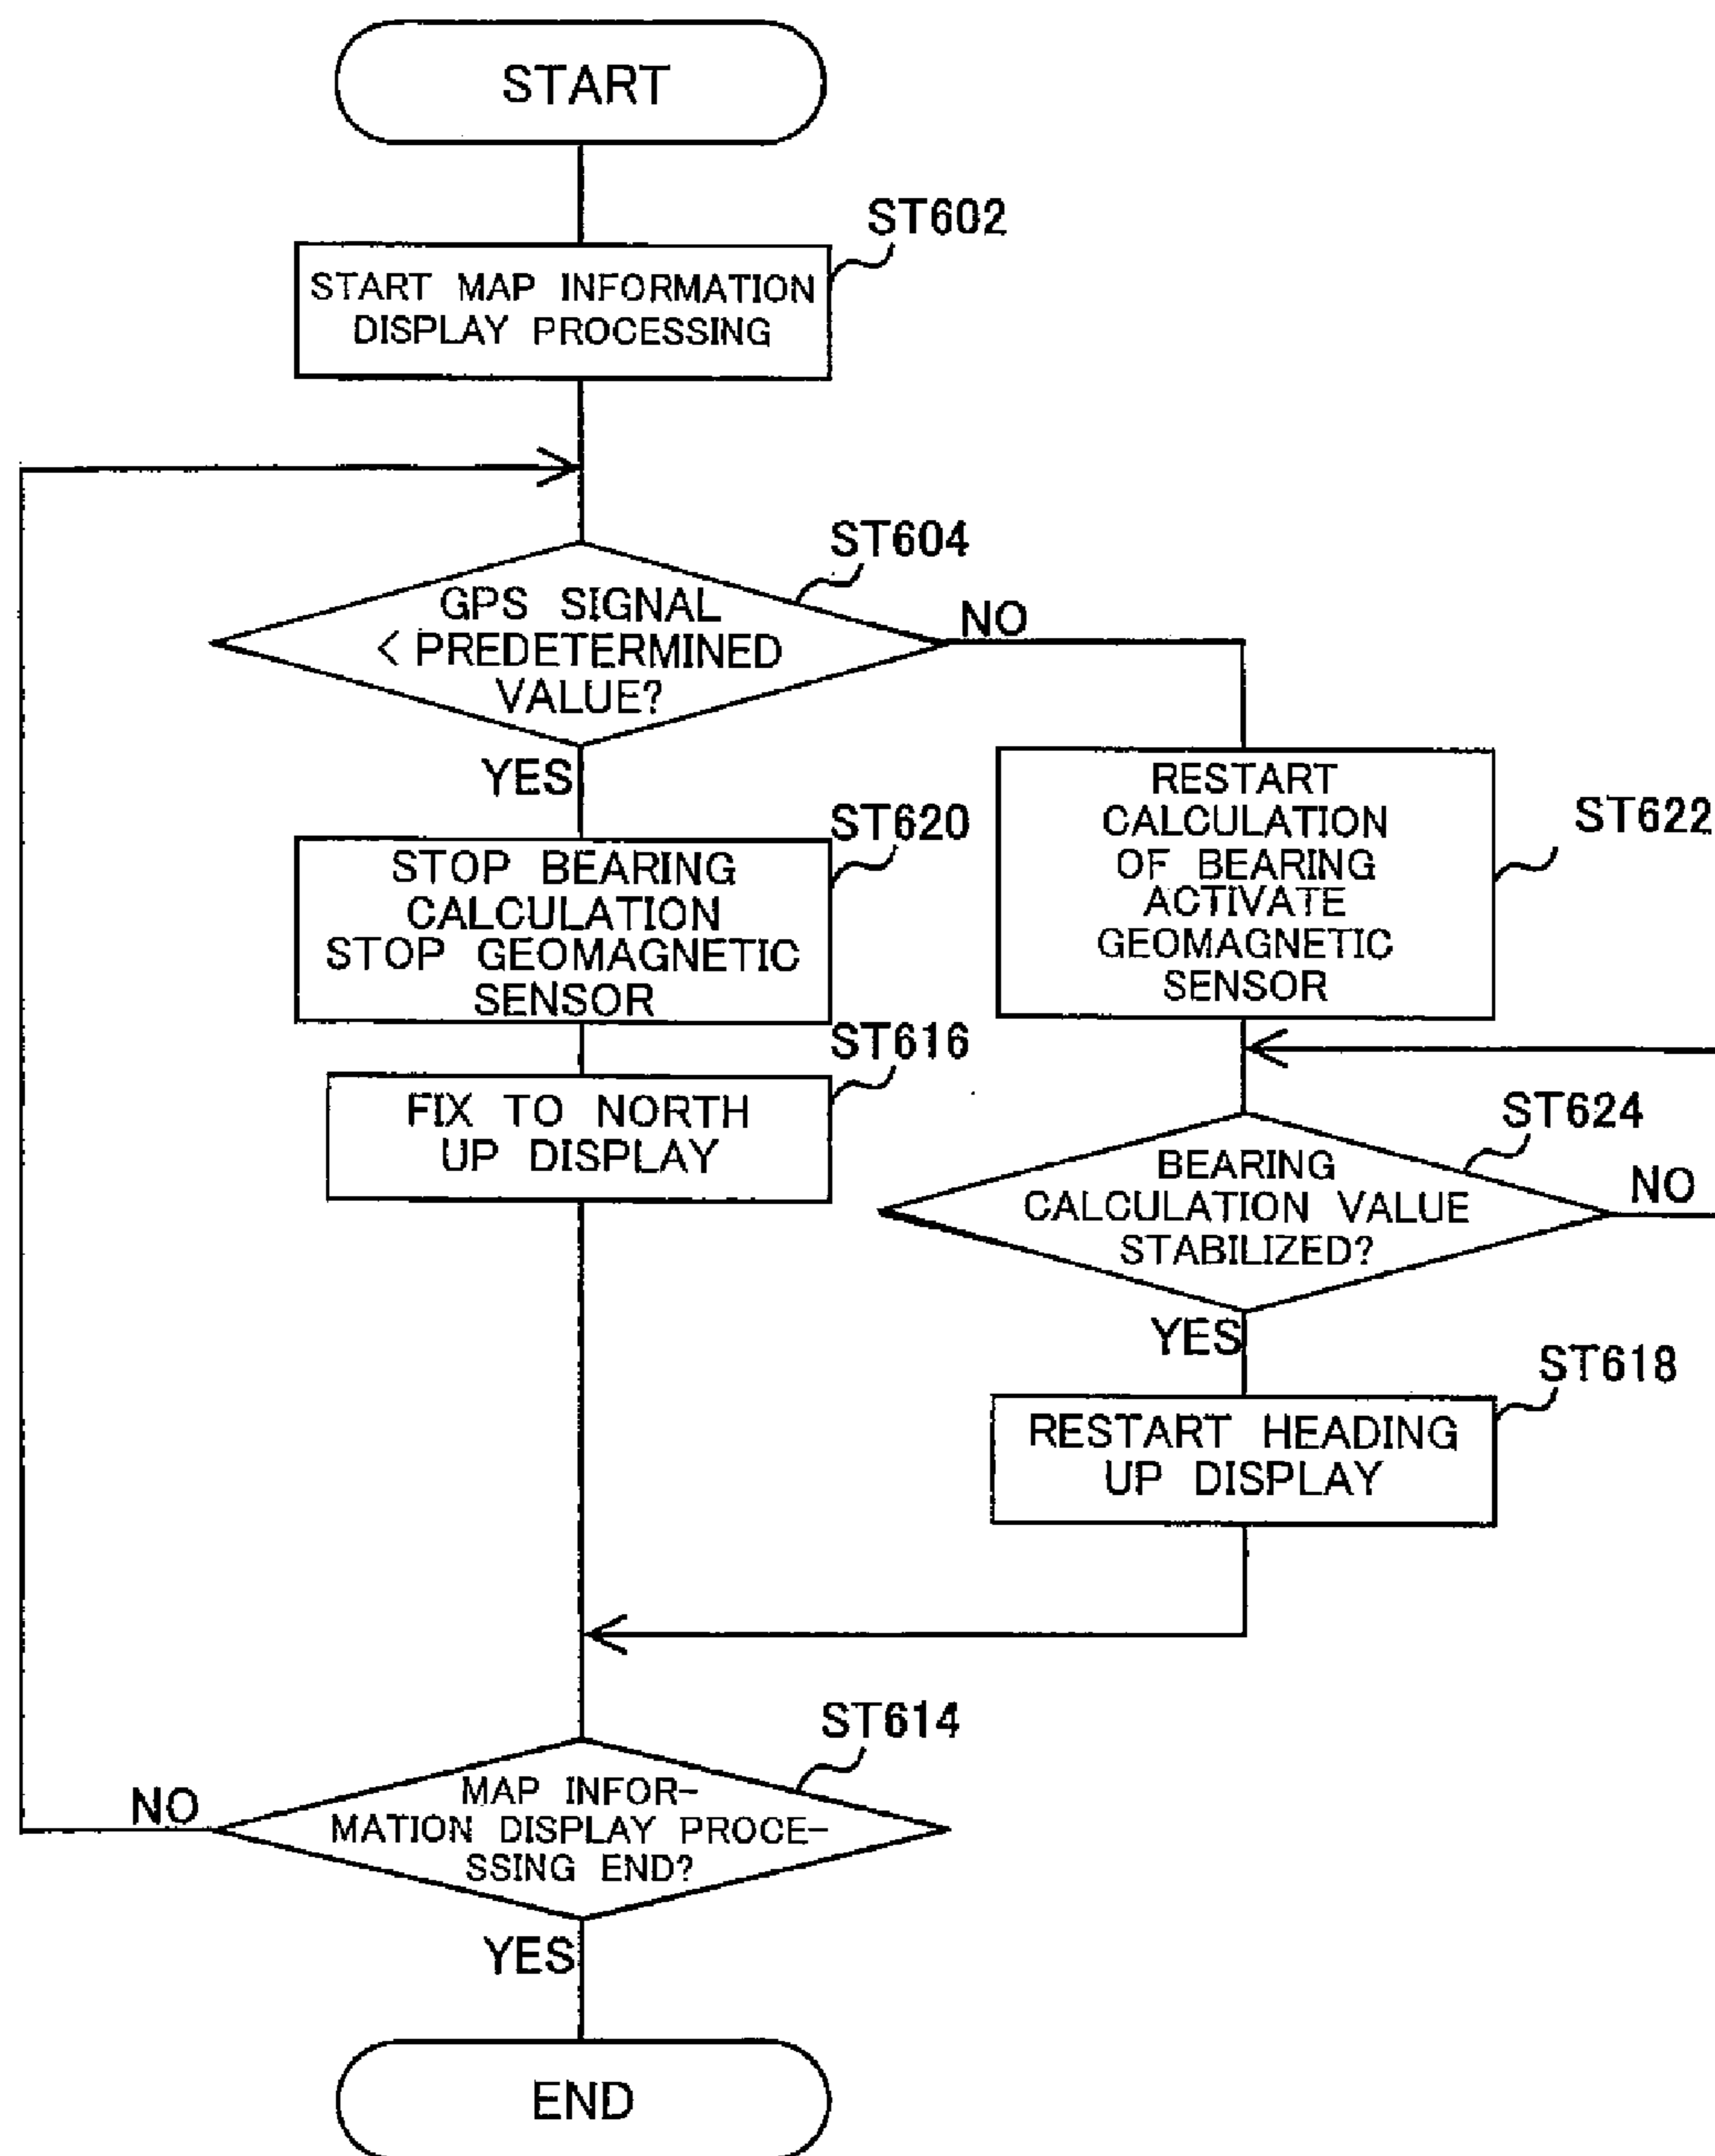 START
ST602
START MAP INFORMATION
DISPLAY PROCESSING
ST604
GPS SIGNAL
< PREDETERMINED
VALUE?
NO
YES
ST620
STOP BEARING
CALCULATION
STOP GEOMAGNETIC
SENSOR
ST622
RESTART
CALCULATION
OF BEARING
ACTIVATE
GEOMAGNETIC
SENSOR
ST616
FIX TO NORTH
UP DISPLAY
ST624
BEARING
CALCULATION VALUE
STABILIZED?
NO
YES
ST618
RESTART HEADING
UP DISPLAY
ST614
MAP INFOR-
MATION DISPLAY PROCE-
SSING END?
NO
YES
END